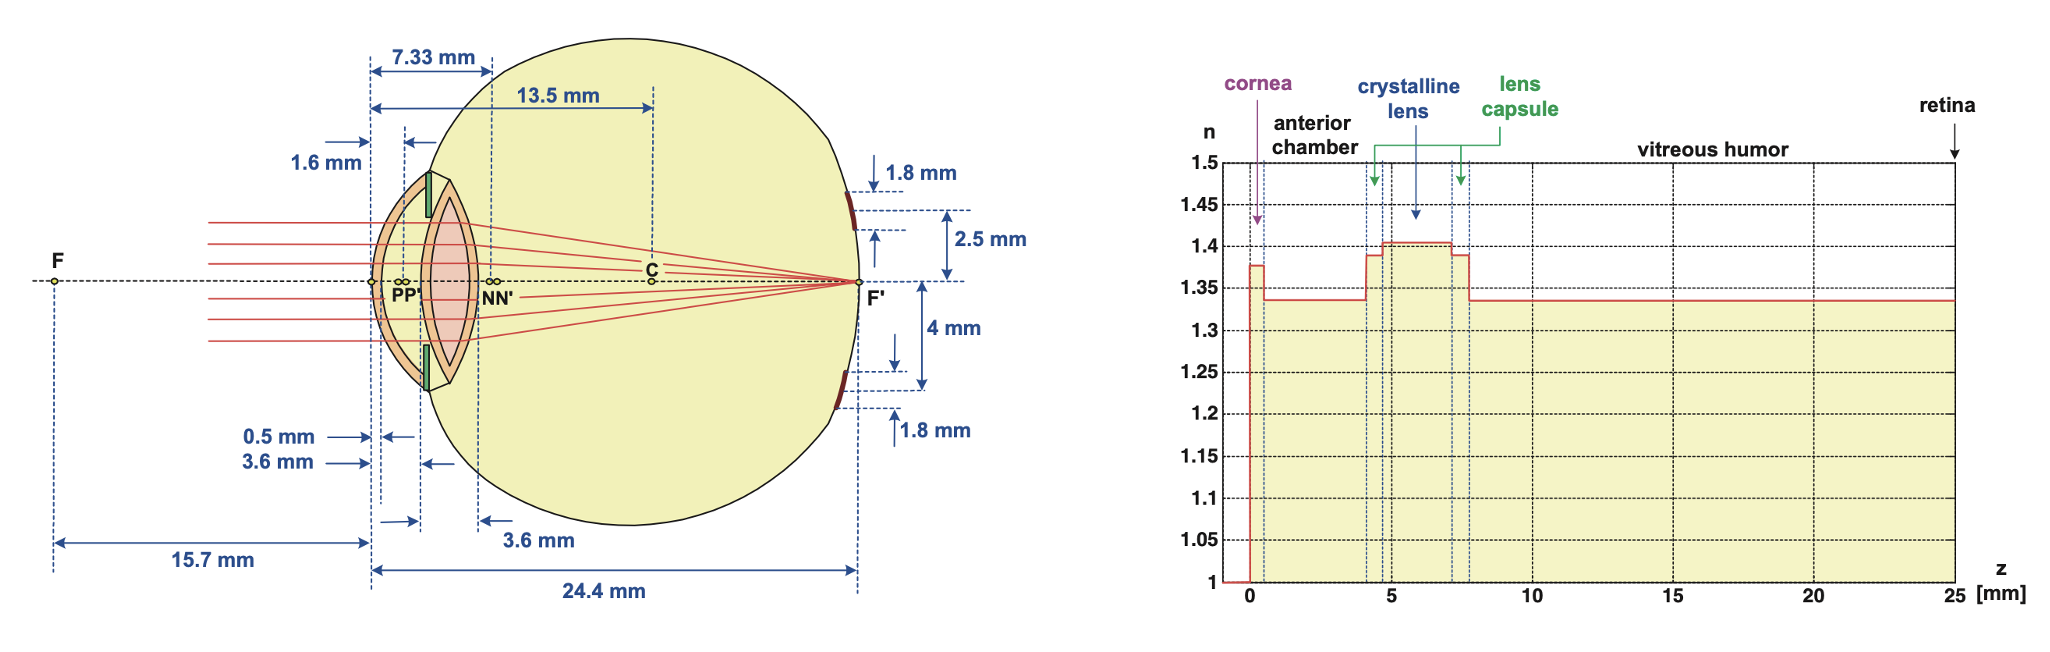 7.33 mm
13.5 mm
1.6 mm
1.8 mm
2.5 mm
F
C
PP'
NN'
F'
4 mm
1.8 mm
0.5 mm
3.6 mm
3.6 mm
15.7 mm
24.4 mm
cornea
crystalline
lens
lens
capsule
retina
n
anterior
chamber
vitreous humor
1.5
1.45
1.4
1.35
1.3
1.25
1.2
1.15
1.1
1.05
1
0 5 10 15 20 25
z
[mm]